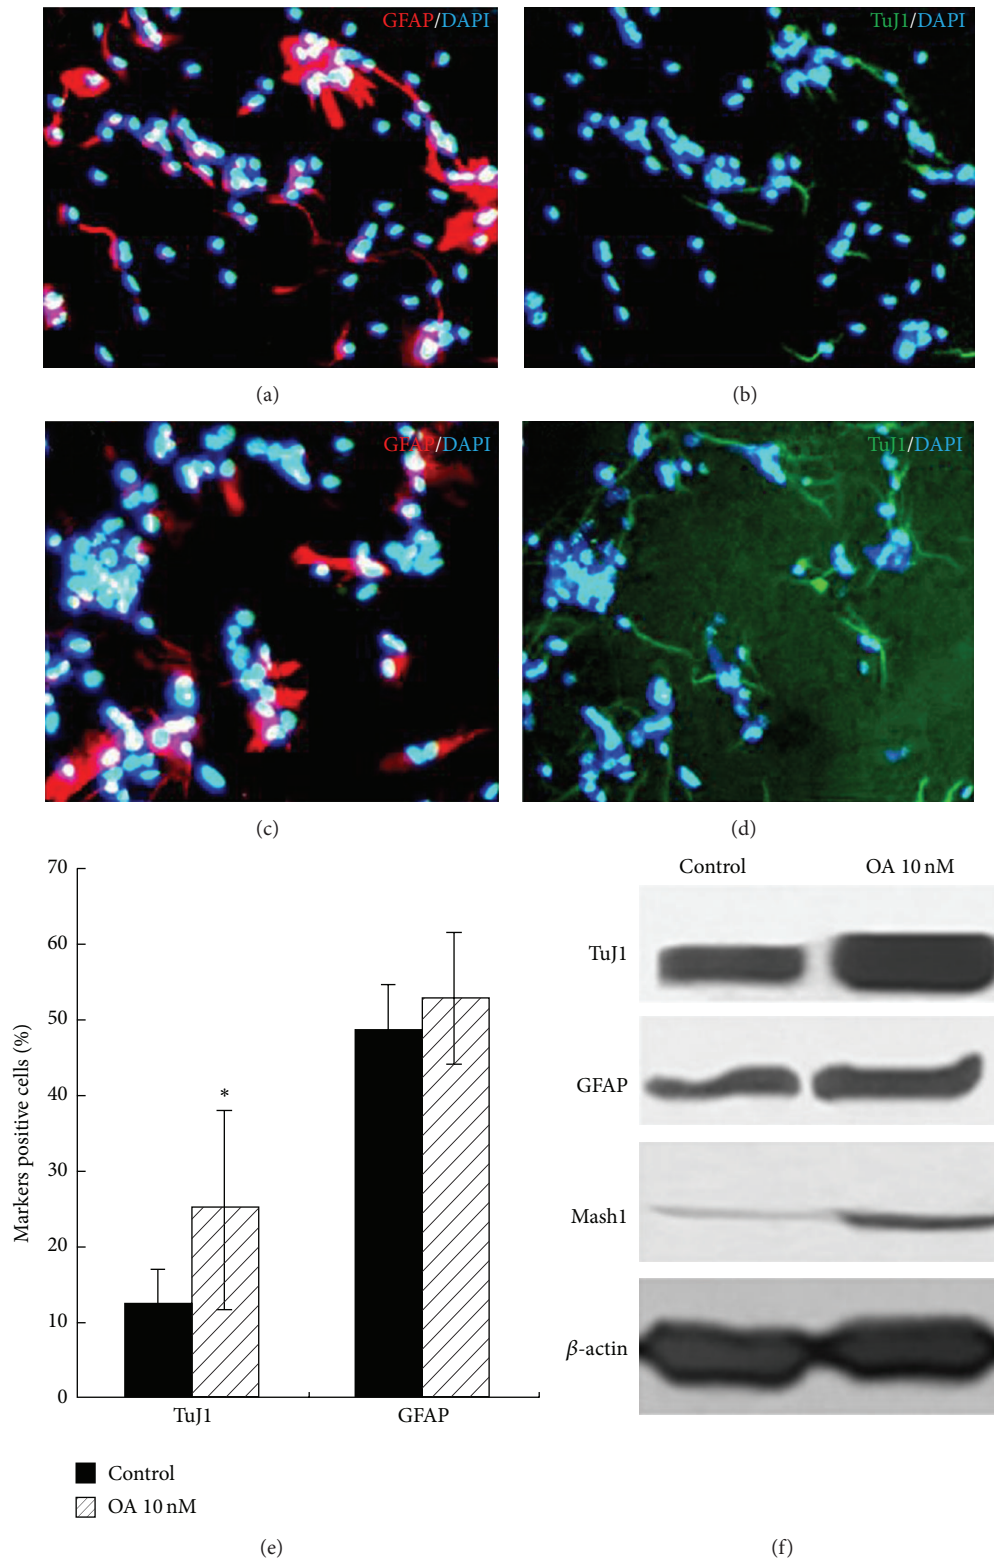 GFAP/DAPI
TuJ1/DAPI
(a)
(b)
GFAP/DAPI
TuJ1/DAPI
(c)
(d)
70
60
50
40
30
20
10
0
Markers positive cells (%)
*
TuJ1
GFAP
Control
OA 10 nM
(e)
Control
OA 10 nM
TuJ1
GFAP
Mash1
β-actin
(f)